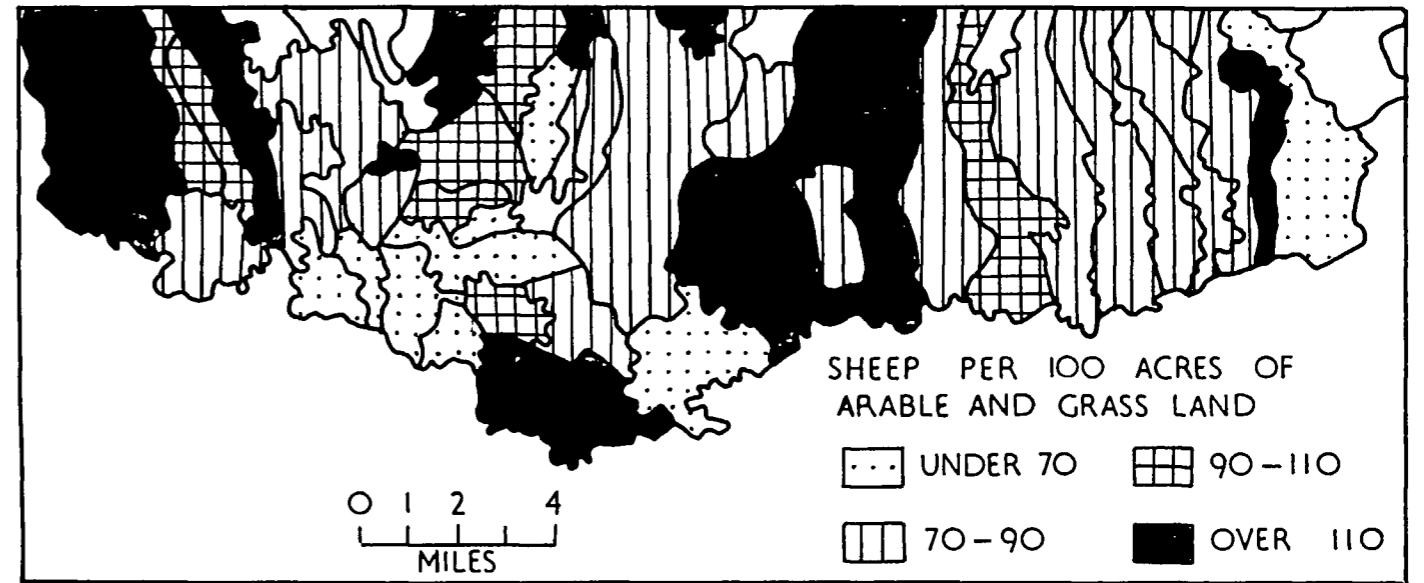 SHEEP PER 100 ACRES OF
ARABLE AND GRASS LAND
UNDER 70
90-110
70-90
OVER 110
0 1 2 4
MILES